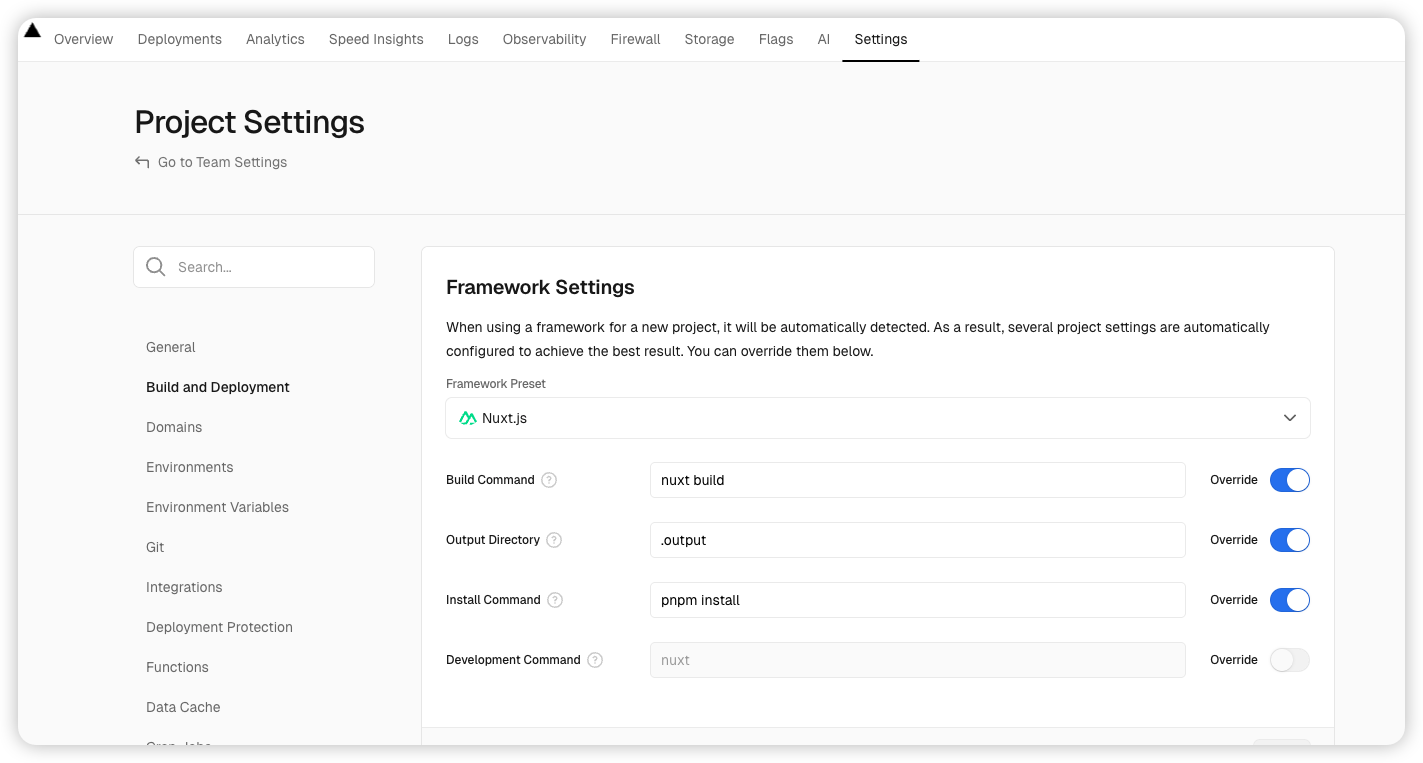 Overview Deployments Analytics Speed Insights Logs Observability Firewall Storage Flags AI Settings
Project Settings
Go to Team Settings
Search...
General
Build and Deployment
Domains
Environments
Environment Variables
Git
Integrations
Deployment Protection
Functions
Data Cache
Framework Settings
When using a framework for a new project, it will be automatically detected. As a result, several project settings are automatically
configured to achieve the best result. You can override them below.
Framework Preset
Nuxt.js
Build Command ? nuxt build Override
Output Directory ? .output Override
Install Command ? pnpm install Override
Development Command ? nuxt Override